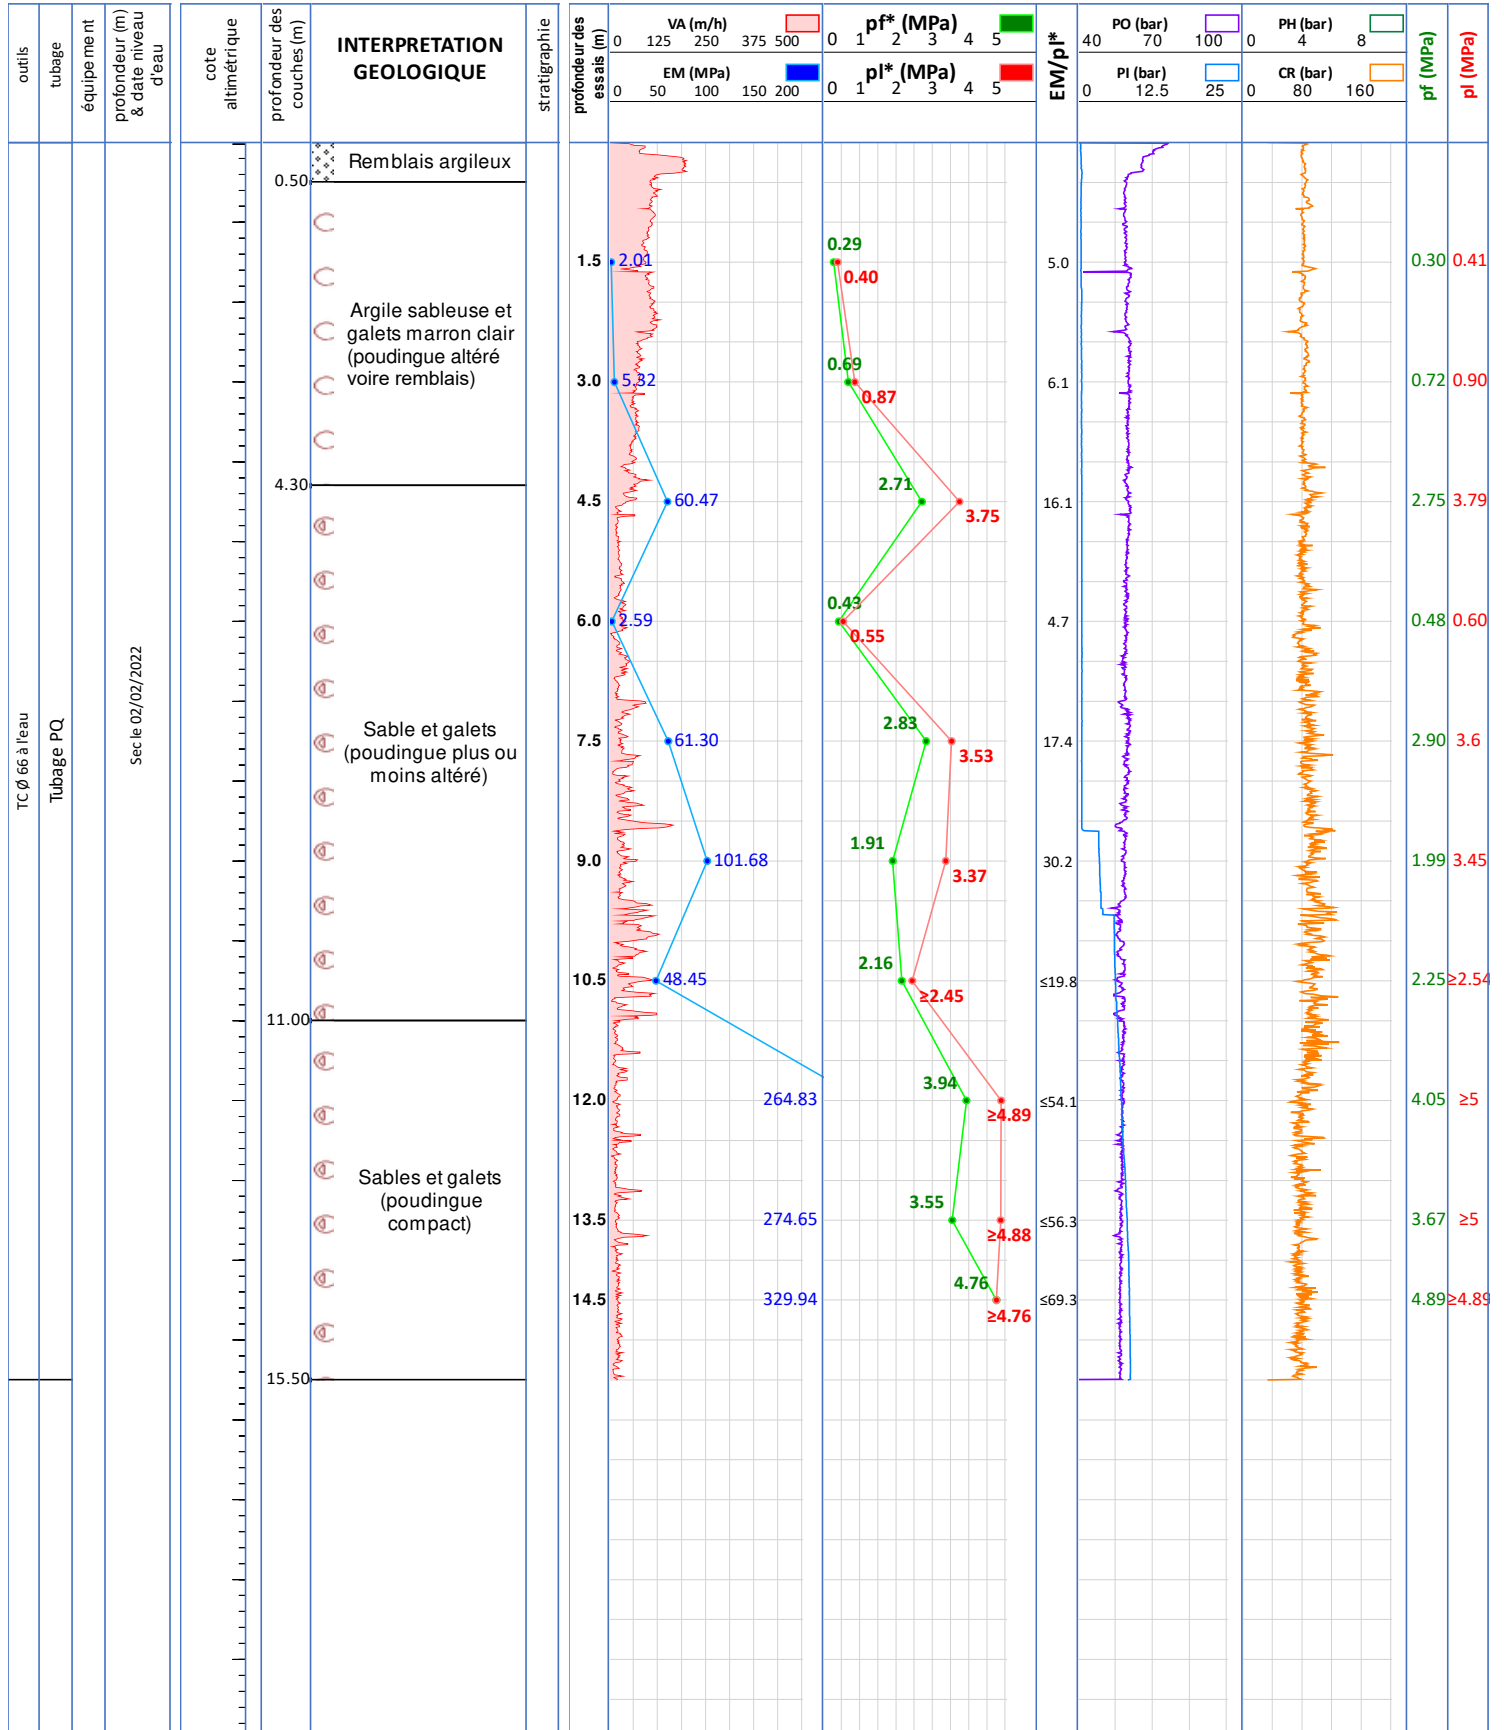 outils
tubage
équipement
profondeur (m)
& date niveau
d'eau
cote
altimétrique
profondeur des
couches (m)
INTERPRETATION
GEOLOGIQUE
stratigraphie
profondeur des
essais (m)
VA (m/h)
0 125 250 375 500
EM (MPa)
0 50 100 150 200
pf* (MPa)
0 1 2 3 4 5
pl* (MPa)
0 1 2 3 4 5
EM/pl*
PO (bar)
40 70 100
PI (bar)
0 12.5 25
PH (bar)
0 4 8
CR (bar)
0 80 160
pf (MPa)
pl (MPa)
TC Ø 66 à l'eau
Tubage PQ
Sec le 02/02/2022
Remblais argileux
0.50
Argile sableuse et
galets marron clair
(poudingue altéré
voire remblais)
4.30
Sable et galets
(poudingue plus ou
moins altéré)
11.00
Sables et galets
(poudingue
compact)
15.50
1.5 2.01 0.29 0.40 5.0 0.30 0.41
3.0 5.32 0.69 0.87 6.1 0.72 0.90
4.5 60.47 2.71 3.75 16.1 2.75 3.79
6.0 2.59 0.43 0.55 4.7 0.48 0.60
7.5 61.30 2.83 3.53 17.4 2.90 3.6
9.0 101.68 1.91 3.37 30.2 1.99 3.45
10.5 48.45 2.16 ≥2.45 ≤19.8 2.25 ≥2.54
12.0 264.83 3.94 ≥4.89 ≤54.1 4.05 ≥5
13.5 274.65 3.55 ≥4.88 ≤56.3 3.67 ≥5
14.5 329.94 4.76 ≥4.76 ≤69.3 4.89 ≥4.89